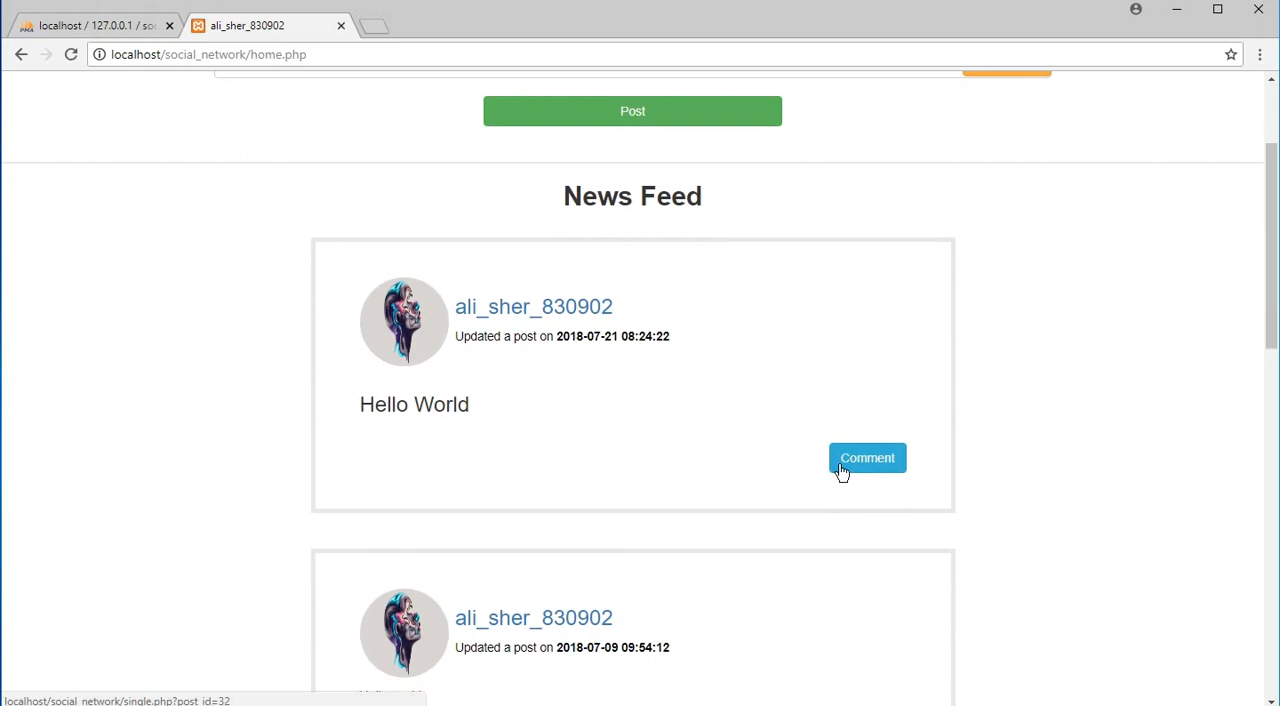 localhost / 127.0.0.1 / soc
ali_sher_830902
localhost/social_network/home.php
Post
News Feed
ali_sher_830902
Updated a post on 2018-07-21 08:24:22
Hello World
Comment
ali_sher_830902
Updated a post on 2018-07-09 09:54:12
localhost/social_network/single.php?post_id=32